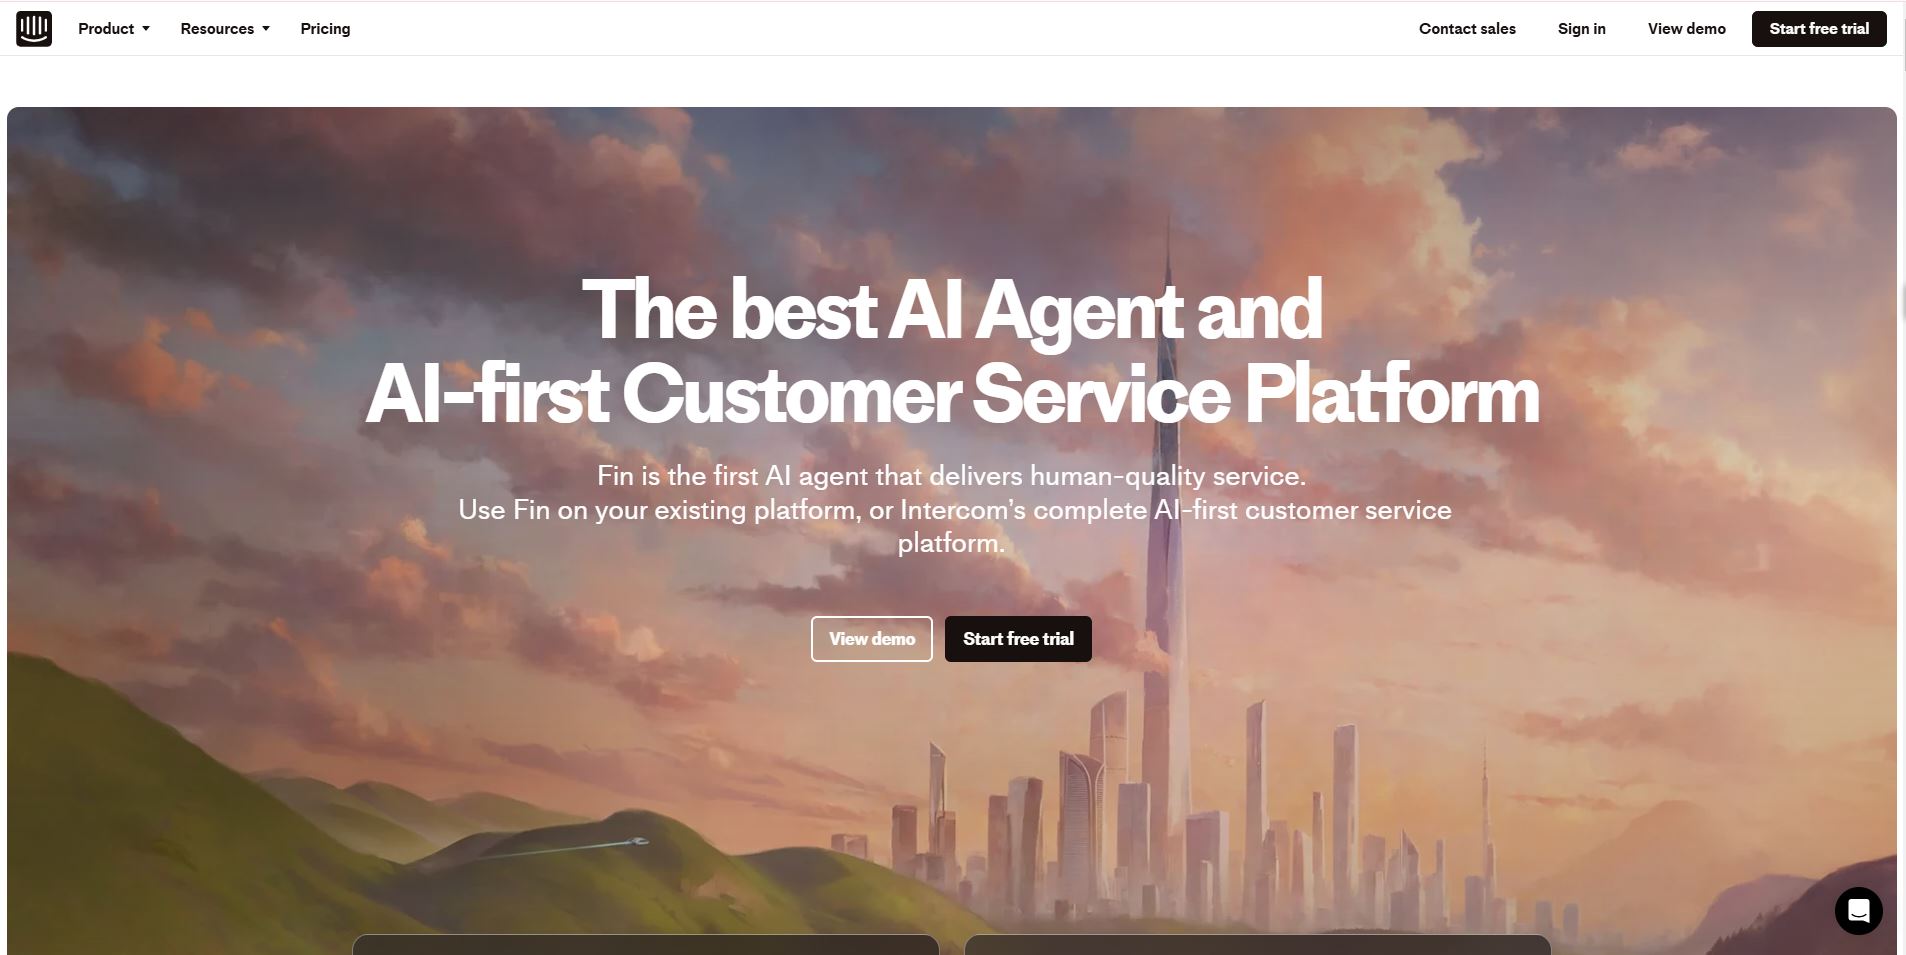 Product Resources Pricing Contact sales Sign in View demo Start free trial
The best AI Agent and
AI-first Customer Service Platform
Fin is the first AI agent that delivers human-quality service.
Use Fin on your existing platform, or Intercom’s complete AI-first customer service
platform.
View demo Start free trial